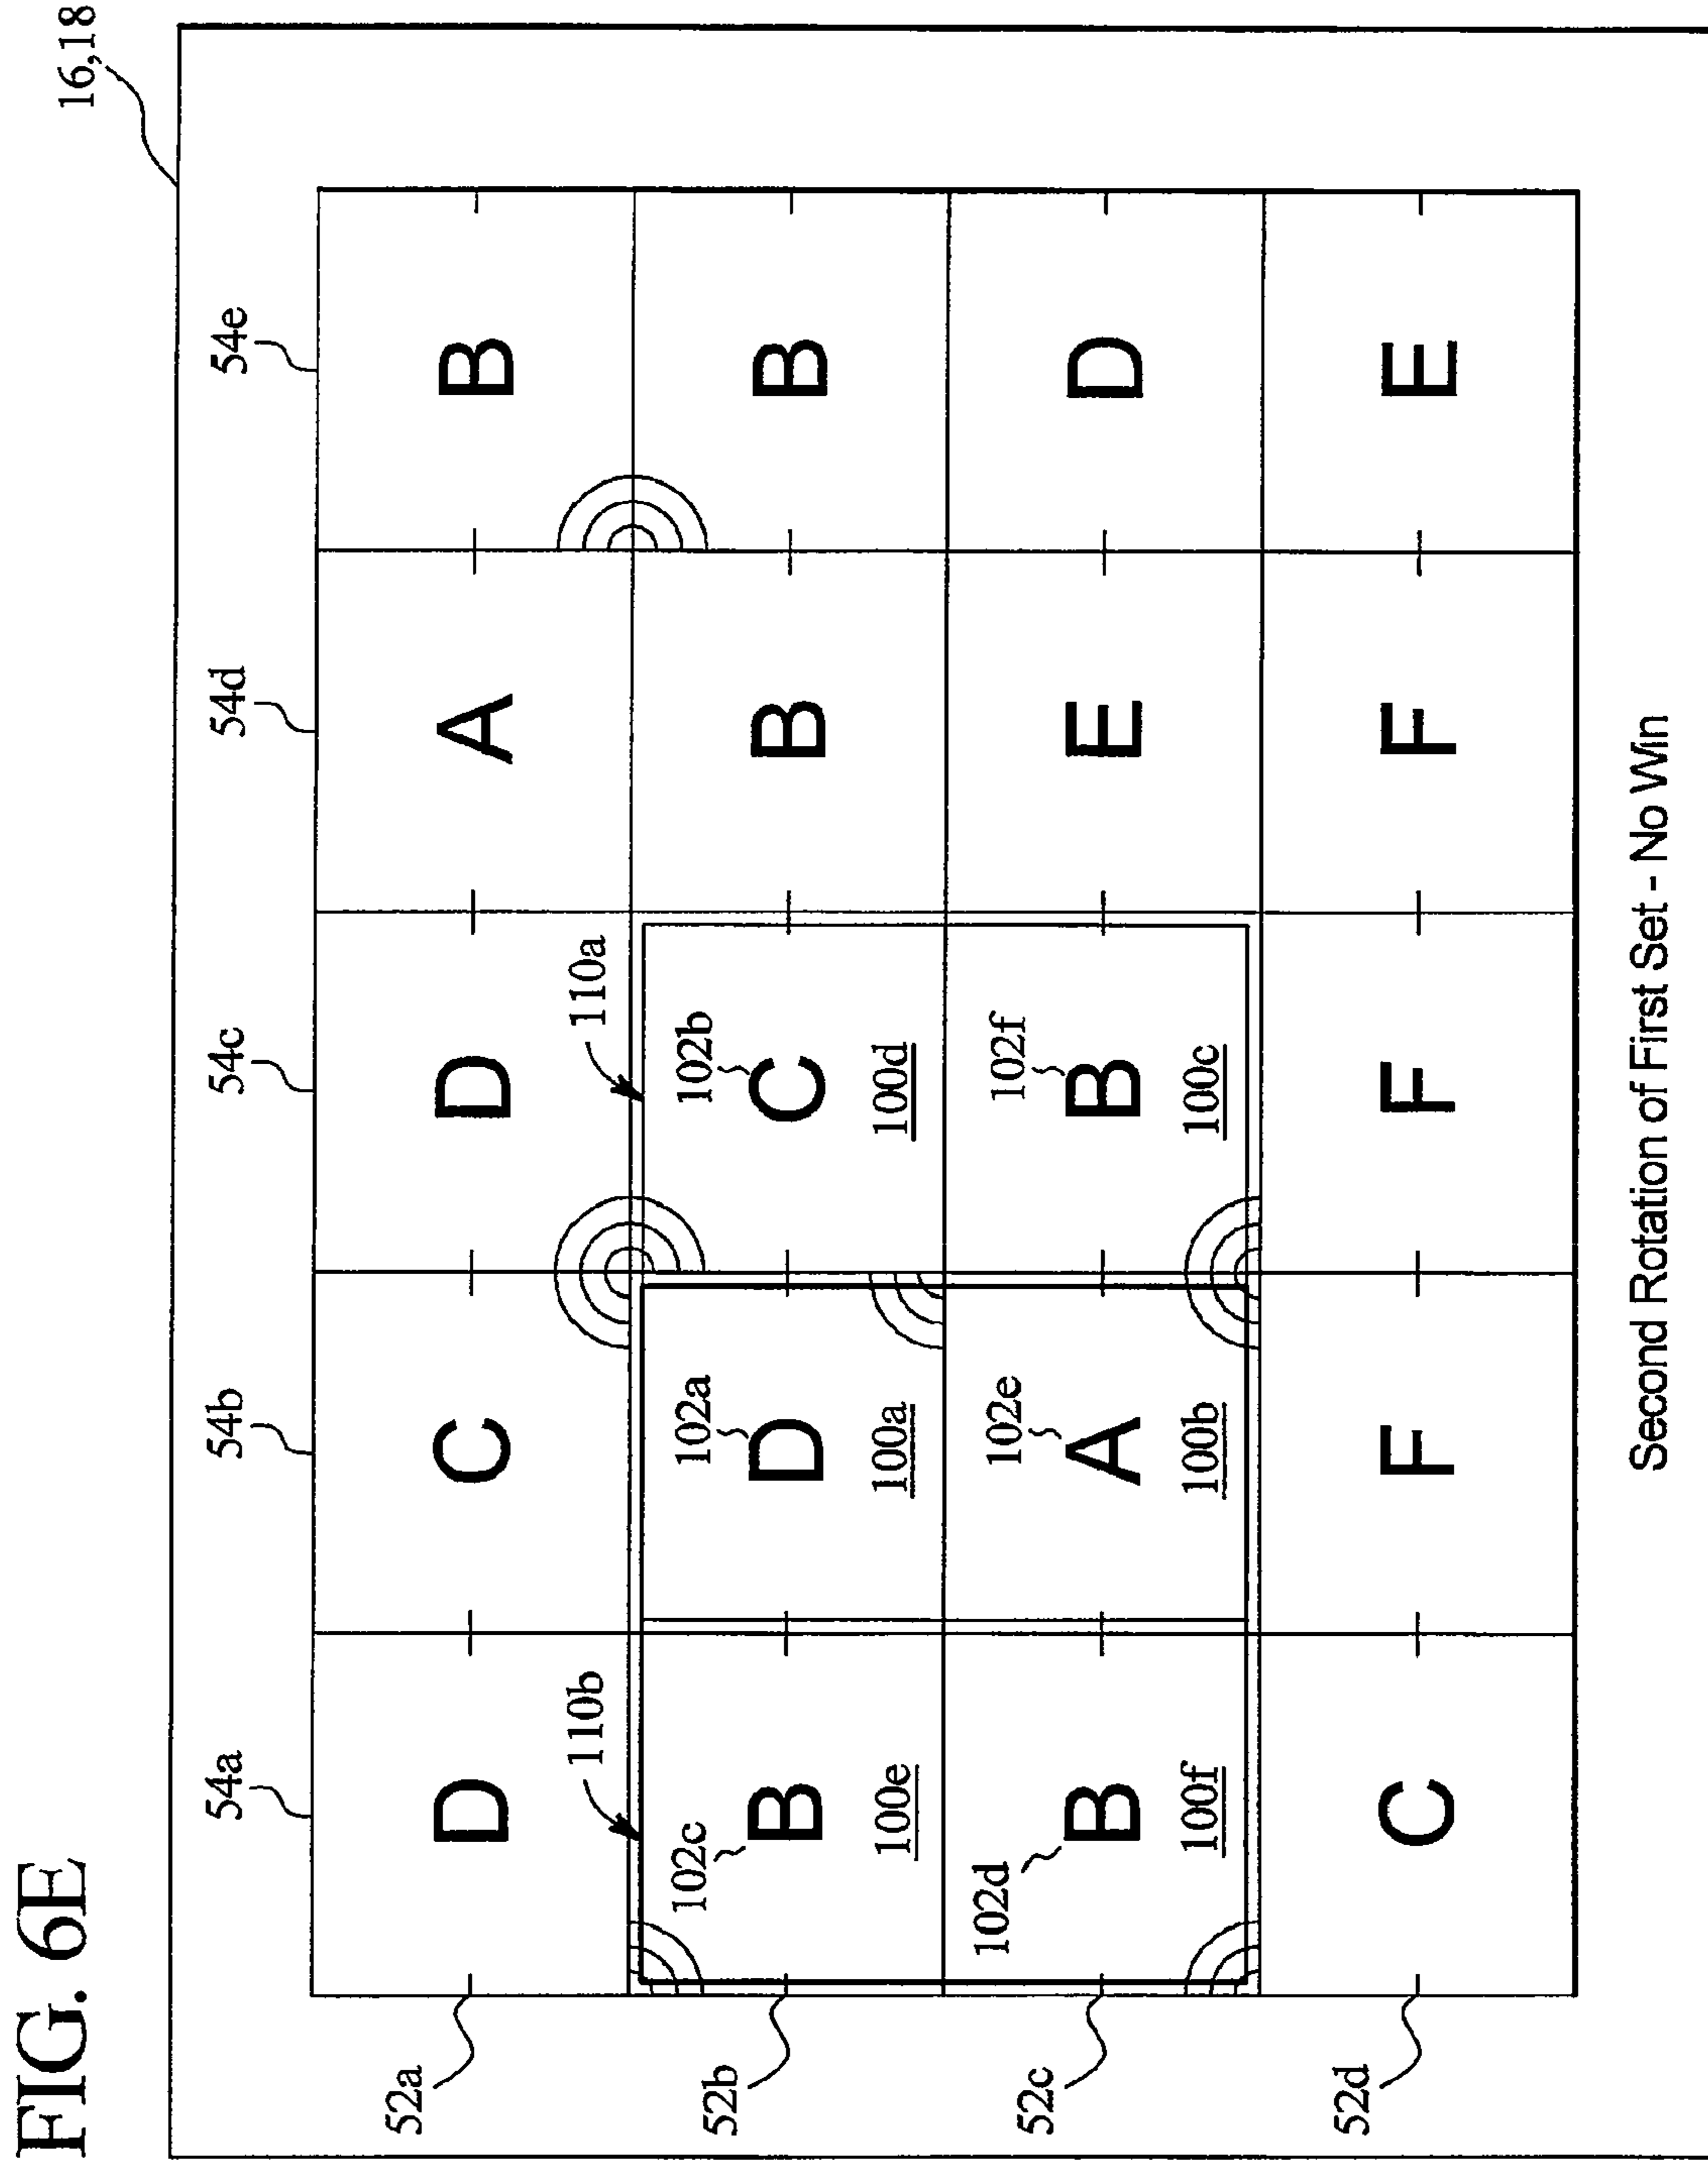 FIG. 6E
16,18
54a 54b 54c 54d 54e
52a D C D A B
110b 110a
102c 102a 102b
52b B D C B B
100e 100a 100d
102d 102e 102f
52c B A B E D
100f 100b 100c
52d C F F F E
Second Rotation of First Set - No Win